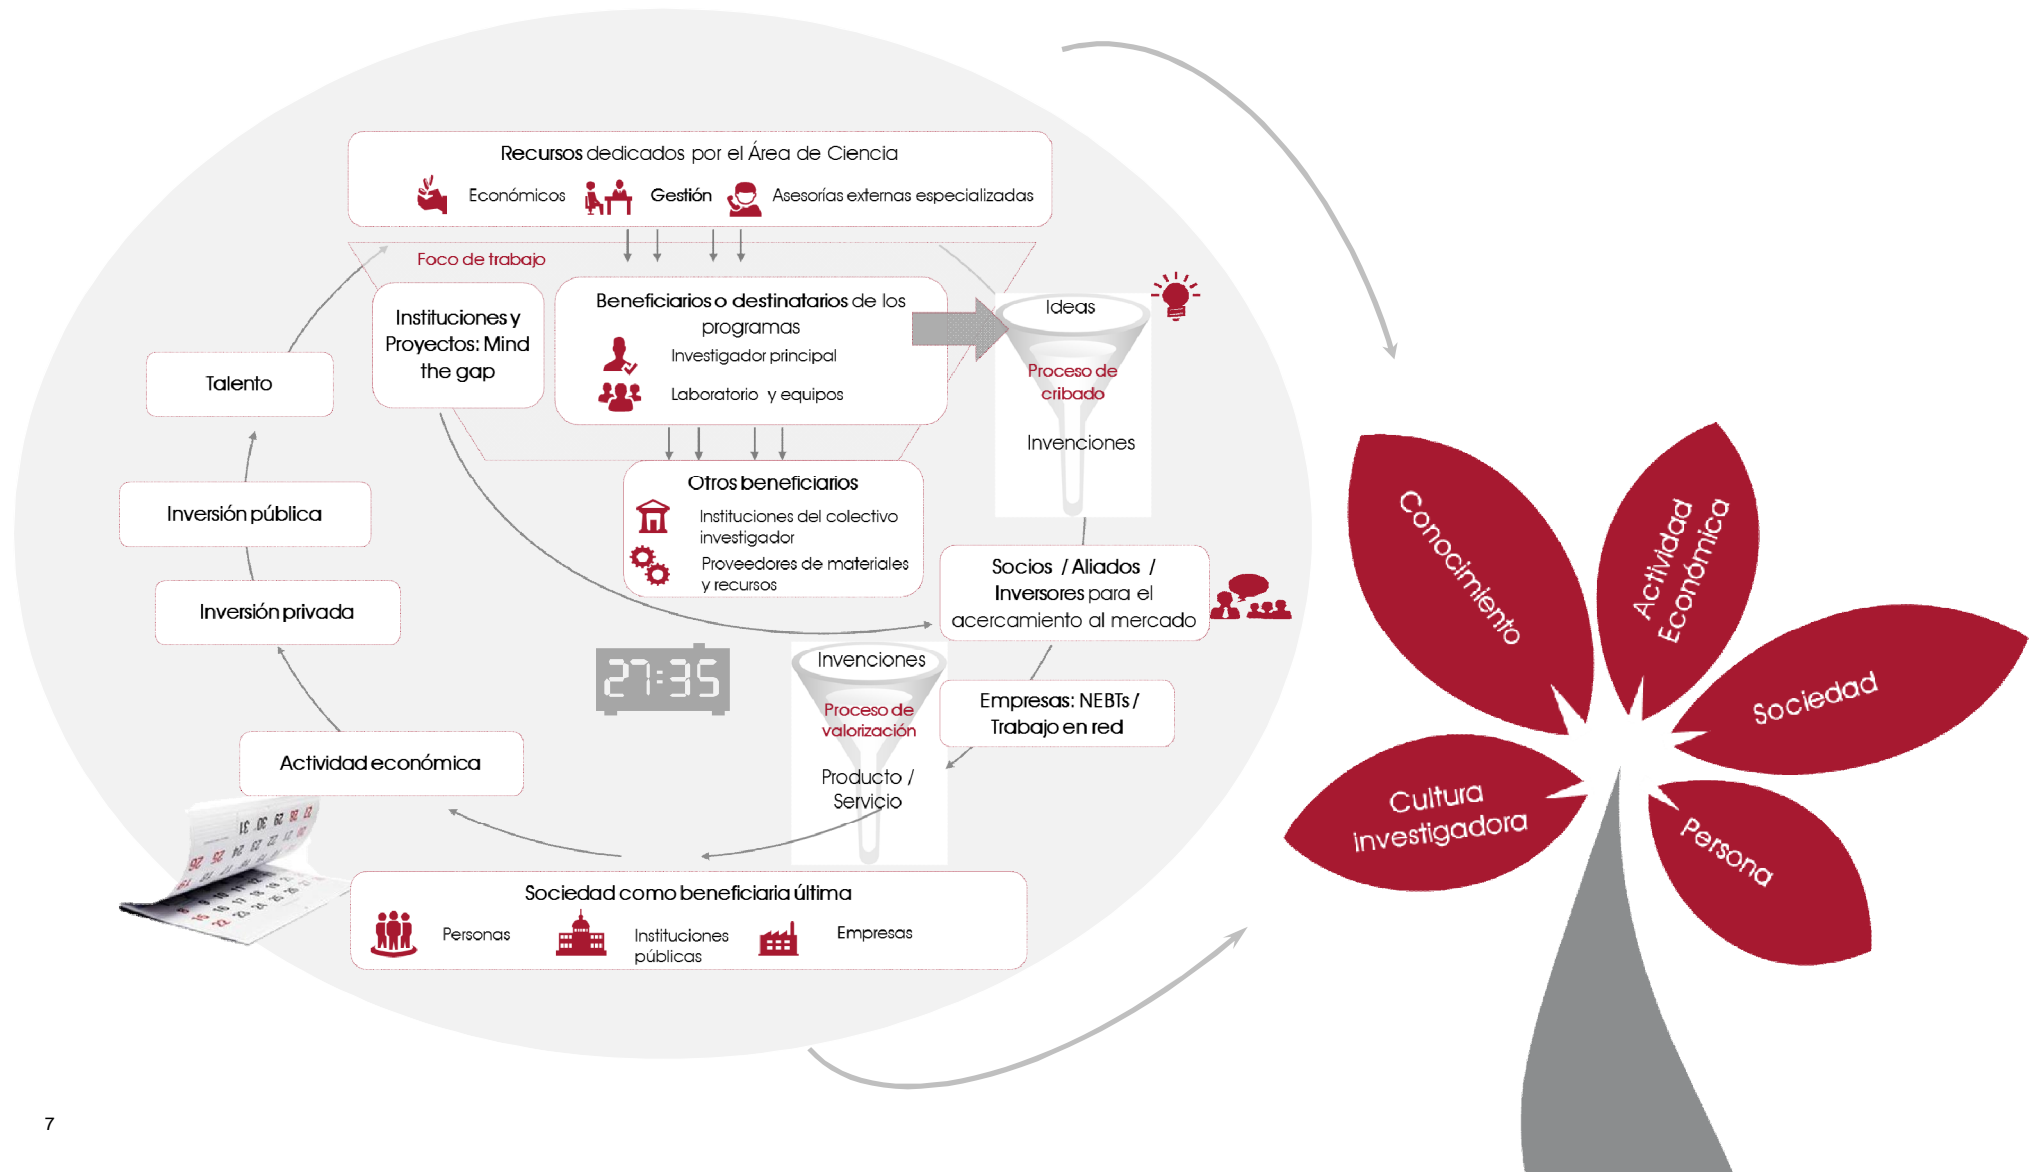 Recursos dedicados por el Área de Ciencia
Económicos
Gestión
Asesorías externas especializadas
Foco de trabajo
Instituciones y
Proyectos: Mind
the gap
Beneficiarios o destinatarios de los
programas
Investigador principal
Laboratorio y equipos
Ideas
Proceso de
cribado
Invenciones
Talento
Otros beneficiarios
Instituciones del colectivo
investigador
Proveedores de materiales
y recursos
Inversión pública
Socios / Aliados /
Inversores para el
acercamiento al mercado
Inversión privada
27:35
Invenciones
Proceso de
valorización
Producto /
Servicio
Empresas: NEBTs /
Trabajo en red
Actividad económica
Sociedad como beneficiaria última
Personas
Instituciones
públicas
Empresas
Conocimiento
Actividad
Económica
Sociedad
Cultura
investigadora
Persona
7